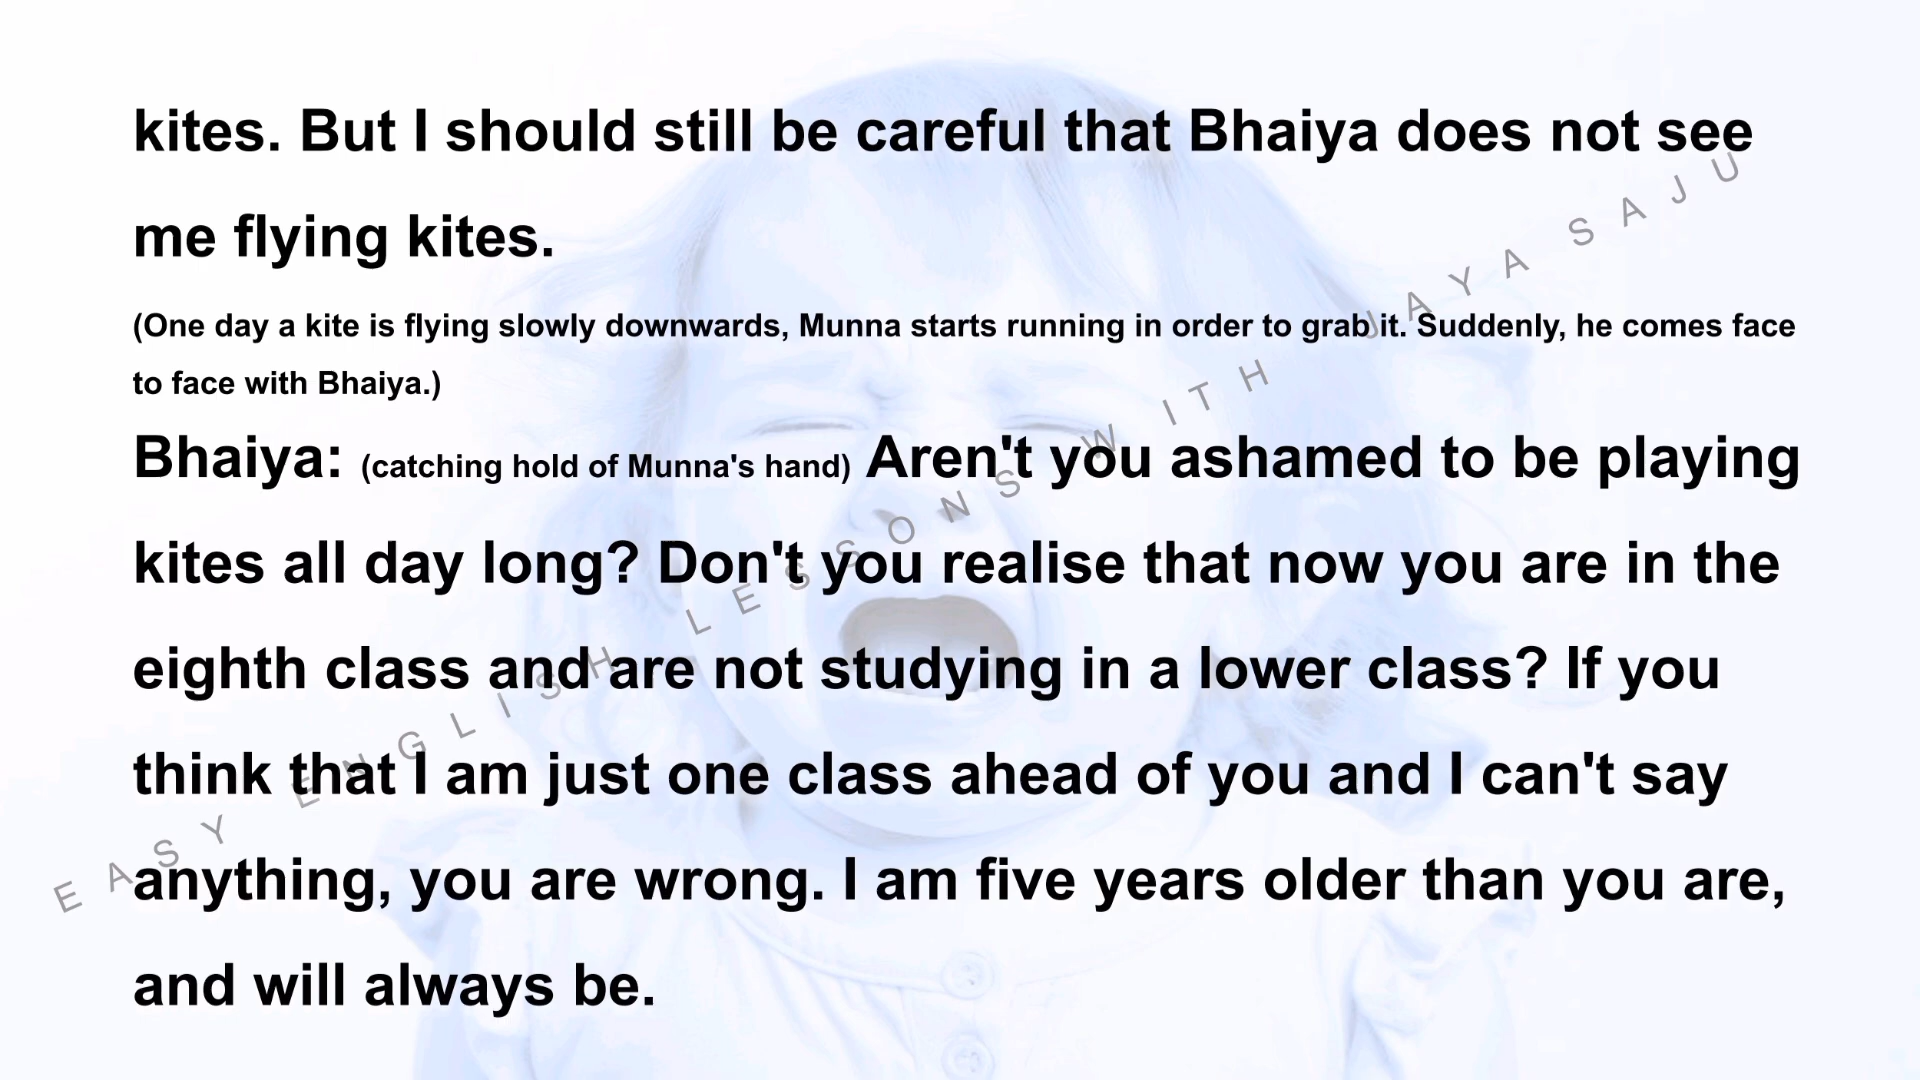 kites. But I should still be careful that Bhaiya does not see
me flying kites.
(One day a kite is flying slowly downwards, Munna starts running in order to grab it. Suddenly, he comes face
to face with Bhaiya.)
Bhaiya: (catching hold of Munna's hand) Aren't you ashamed to be playing
kites all day long? Don't you realise that now you are in the
eighth class and are not studying in a lower class? If you
think that I am just one class ahead of you and I can't say
anything, you are wrong. I am five years older than you are,
and will always be.
EASY ENGLISH LESSONS WITH JAYA SAJU